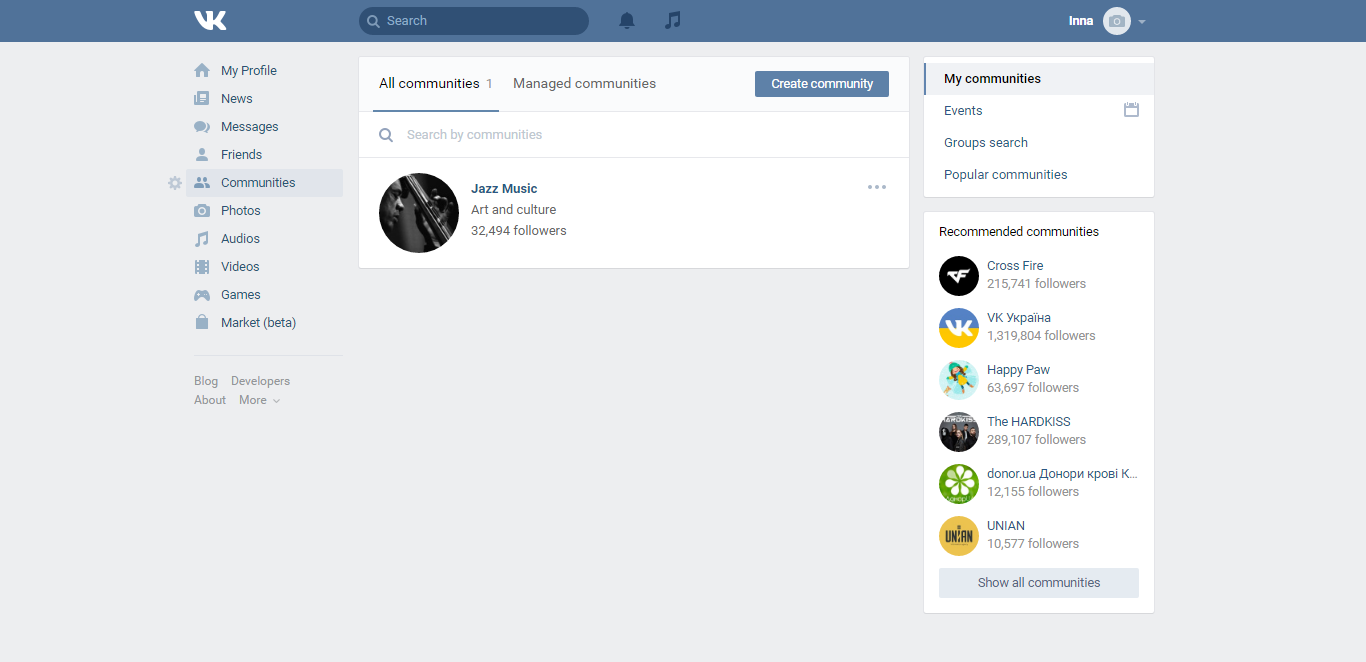 VK
Search
Inna
My Profile
News
Messages
Friends
Communities
Photos
Audios
Videos
Games
Market (beta)
Blog Developers
About More
All communities 1 Managed communities
Create community
Search by communities
Jazz Music
Art and culture
32,494 followers
My communities
Events
Groups search
Popular communities
Recommended communities
Cross Fire
215,741 followers
VK Україна
1,319,804 followers
Happy Paw
63,697 followers
The HARDKISS
289,107 followers
donor.ua Донори крові К...
12,155 followers
UNIAN
UNIAN
10,577 followers
Show all communities